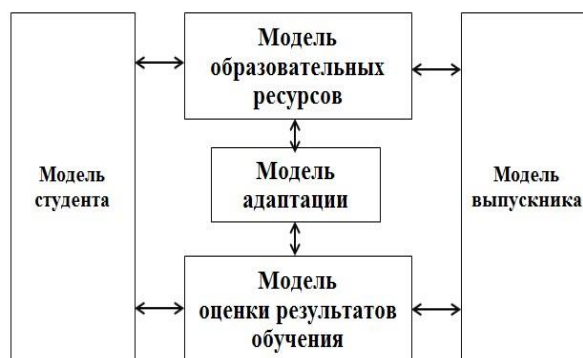 Модель
образовательных
ресурсов
Модель
студента
Модель
адаптации
Модель
выпускника
Модель
оценки результатов
обучения